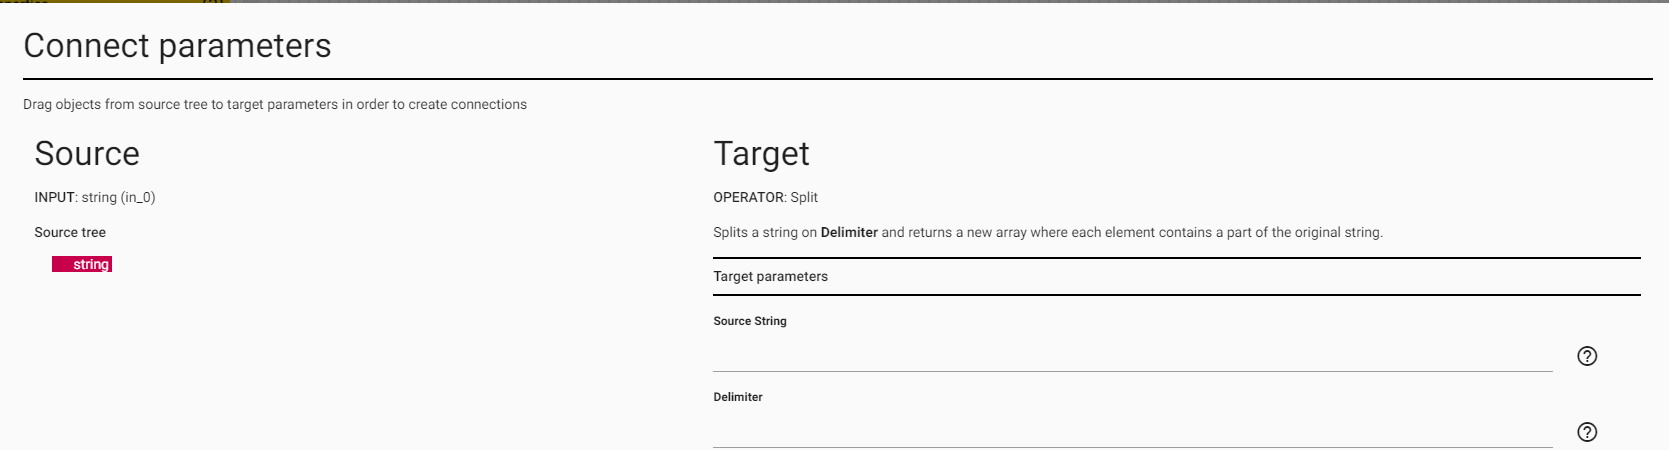 Connect parameters
Drag objects from source tree to target parameters in order to create connections
Source
INPUT: string (in_0)
Source tree
string
Target
OPERATOR: Split
Splits a string on Delimiter and returns a new array where each element contains a part of the original string.
Target parameters
Source String
Delimiter